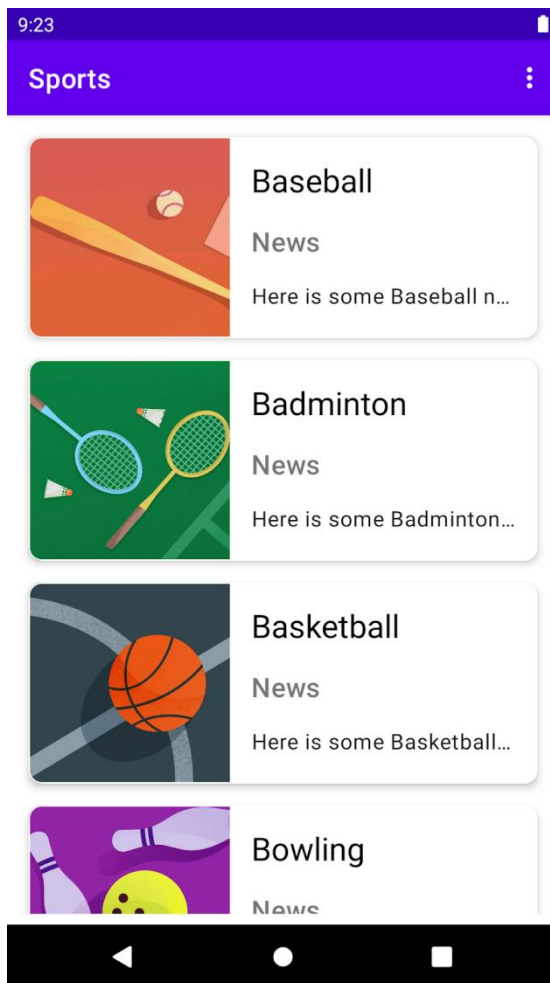 9:23
Sports
Baseball
News
Here is some Baseball n...
Badminton
News
Here is some Badminton...
Basketball
News
Here is some Basketball...
Bowling
News